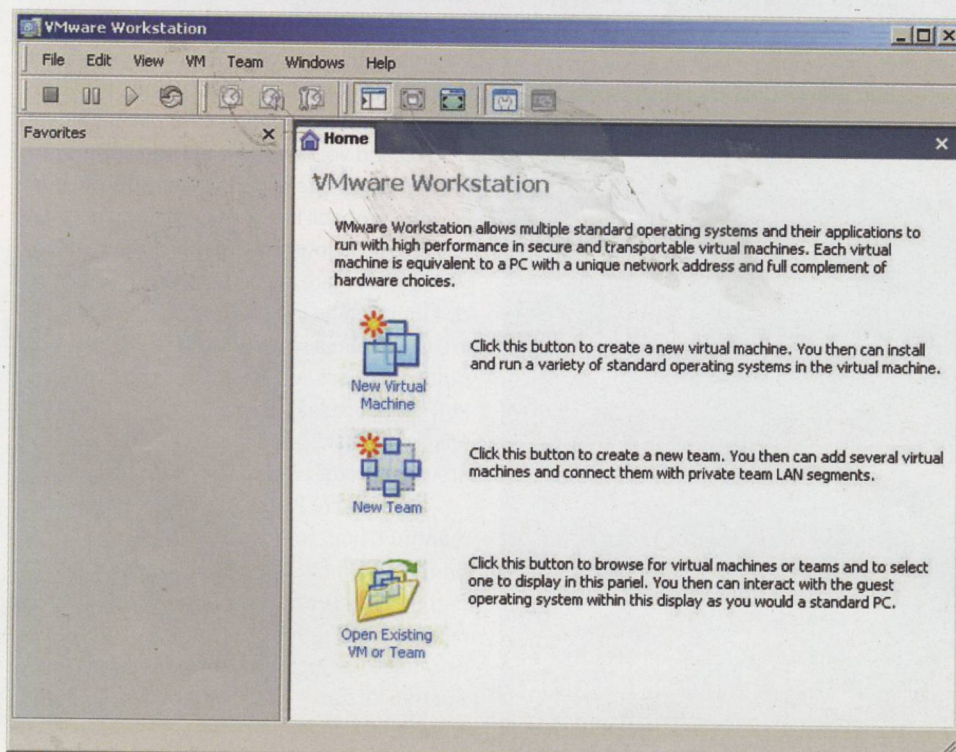 VMware Workstation
File Edit View VM Team Windows Help
Favorites
Home
VMware Workstation
VMware Workstation allows multiple standard operating systems and their applications to
run with high performance in secure and transportable virtual machines. Each virtual
machine is equivalent to a PC with a unique network address and full complement of
hardware choices.
New Virtual
Machine
Click this button to create a new virtual machine. You then can install
and run a variety of standard operating systems in the virtual machine.
New Team
Click this button to create a new team. You then can add several virtual
machines and connect them with private team LAN segments.
Open Existing
VM or Team
Click this button to browse for virtual machines or teams and to select
one to display in this panel. You then can interact with the guest
operating system within this display as you would a standard PC.